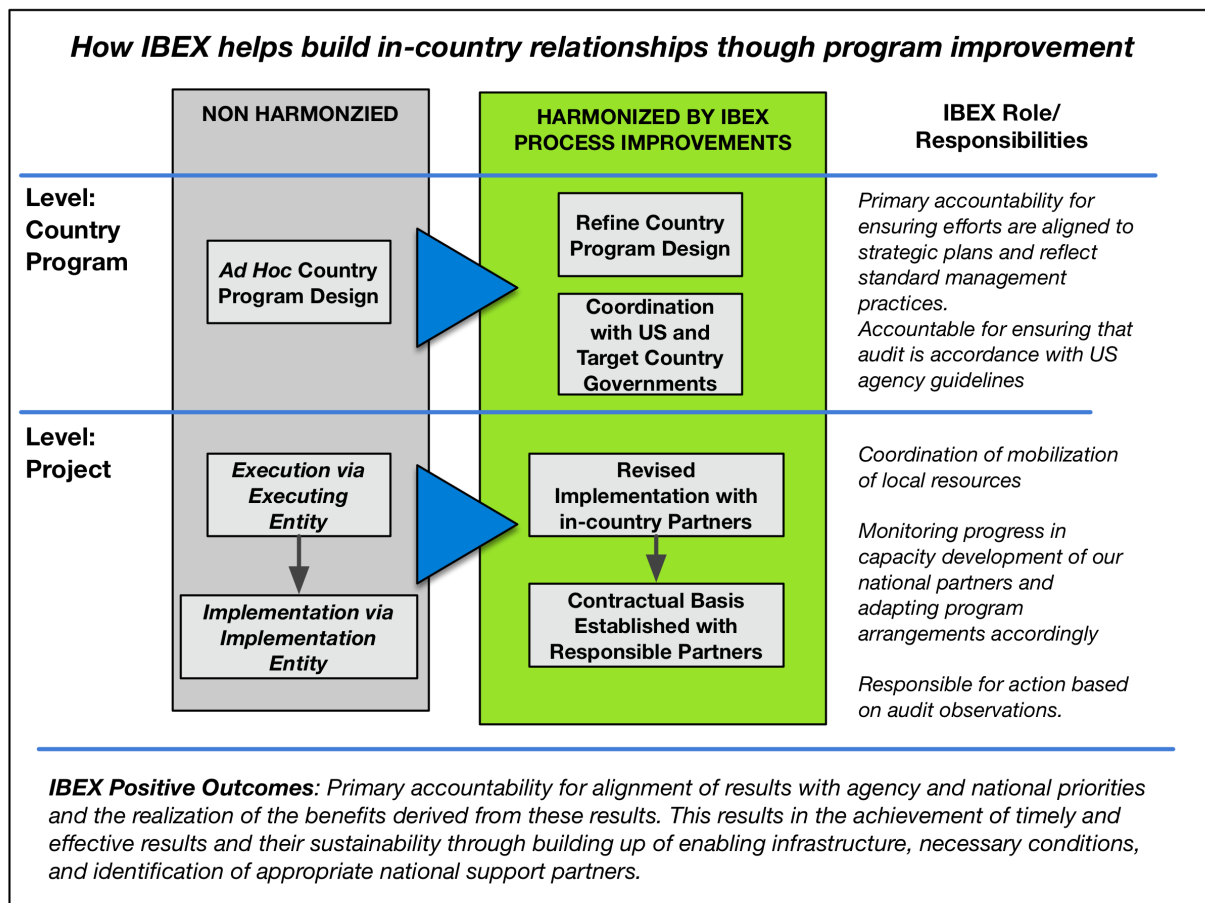 How IBEX helps build in-country relationships though program improvement
NON HARMONZIED
HARMONIZED BY IBEX
PROCESS IMPROVEMENTS
IBEX Role/
Responsibilities
Level:
Country
Program
Ad Hoc Country
Program Design
Refine Country
Program Design
Coordination
with US and
Target Country
Governments
Primary accountability for
ensuring efforts are aligned to
strategic plans and reflect
standard management
practices.
Accountable for ensuring that
audit is accordance with US
agency guidelines
Level:
Project
Execution via
Executing
Entity
Implementation via
Implementation
Entity
Revised
Implementation with
in-country Partners
Contractual Basis
Established with
Responsible Partners
Coordination of mobilization
of local resources
Monitoring progress in
capacity development of our
national partners and
adapting program
arrangements accordingly
Responsible for action based
on audit observations.
IBEX Positive Outcomes: Primary accountability for alignment of results with agency and national priorities
and the realization of the benefits derived from these results. This results in the achievement of timely and
effective results and their sustainability through building up of enabling infrastructure, necessary conditions,
and identification of appropriate national support partners.